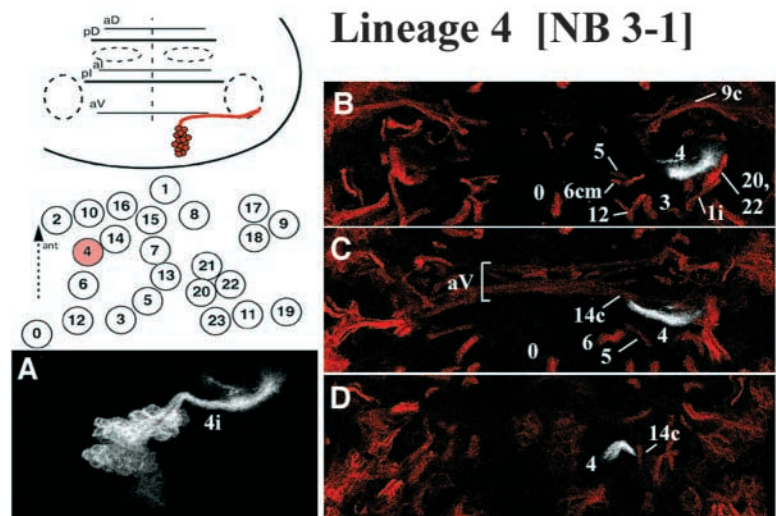 Lineage 4 [NB 3-1]
aD
pD
aI
pI
aV
1
2 10 16 15 8 17 9
4 14 7 18
6 13 21 22
5 20
0 12 3 23 11 19
ant
A
4i
B
9c
5
4
0 6cm
12 3 1i
20,
22
C
aV
14c
6 4
0 5
D
14c
4